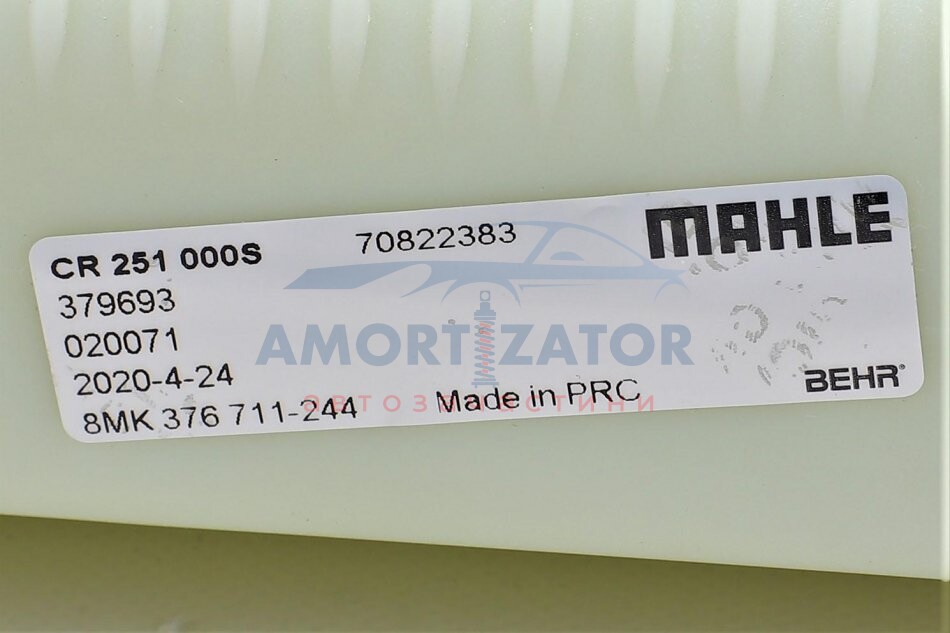 CR 251 000S
70822383
MAHLE
379693
020071
AMORTIZATOR
2020-4-24
BEHR®
8MK 376 711-244
Made in PRC
автозапчастини